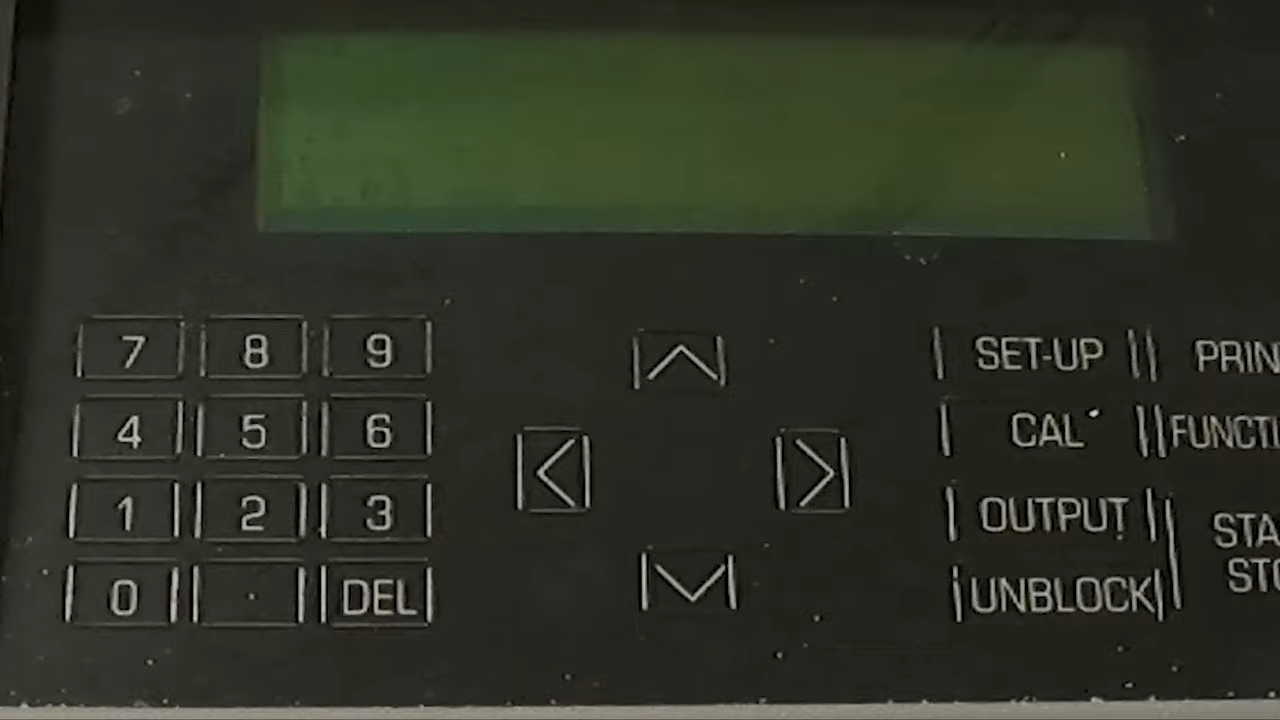 7 8 9 SET-UP PRIN
4 5 6 CAL FUNCTI
1 2 3 OUTPUT STA
0 . DEL UNBLOCK STO